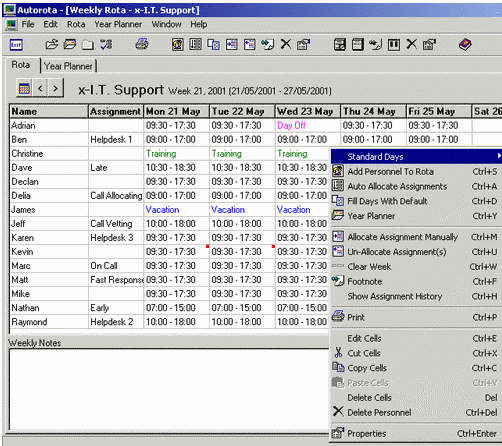 Autorota - [Weekly Rota - x-I.T. Support)
File Edit Rota Year Planner Window Help
Exit
Rota Year Planner
x-I.T. Support Week 21, 2001 (21/05/2001 - 27/05/2001)
Name Assignment Mon 21 May Tue 22 May Wed 23 May Thu 24 May Fri 25 May Sat 26
Adrian 09:30 - 17:30 09:30 - 17:30 Day Off 09:30 - 17:30 09:30 - 17:30
Ben Helpdesk 1 09:00 - 17:00 09:00 - 17:00 09:00 - 17:00 09:00 - 17:00 09:00 - 17:00
Christine Training Training Training
Dave Late 10:30 - 18:30 10:30 - 18:30 10:30 - 18:30
Declan 09:30 - 17:30 09:30 - 17:30 09:30 - 17:30
Delia Call Allocating 09:00 - 17:00 09:00 - 17:00 09:00 - 17:00
James Vacation Vacation Vacation
Jeff Call Vetting 10:00 - 18:00 10:00 - 18:00 10:00 - 18:00
Karen Helpdesk 3 09:00 - 17:00 09:00 - 17:00 09:00 - 17:00
Kevin 09:30 - 17:30 09:30 - 17:30 09:30 - 17:30
Marc On Call 09:30 - 17:30 09:30 - 17:30 09:30 - 17:30
Matt Fast Response 09:30 - 17:30 09:30 - 17:30 09:30 - 17:30
Mike 09:30 - 17:30 09:30 - 17:30 09:30 - 17:30
Nathan Early 07:00 - 15:00 07:00 - 15:00 07:00 - 15:00
Raymond Helpdesk 2 10:00 - 18:00 10:00 - 18:00 10:00 - 18:00
Weekly Notes
Standard Days
Add Personnel To Rota Ctrl+S
Auto Allocate Assignments Ctrl+A
Fill Days With Default Ctrl+D
Year Planner Ctrl+Y
Allocate Assignment Manually Ctrl+M
Un-Allocate Assignment(s) Ctrl+U
Clear Week Ctrl+W
Footnote Ctrl+F
Show Assignment History Ctrl+H
Print Ctrl+P
Edit Cells Ctrl+E
Cut Cells Ctrl+X
Copy Cells Ctrl+C
Paste Cells Ctrl+V
Delete Cells Del
Delete Personnel Ctrl+Del
Properties Ctrl+Enter